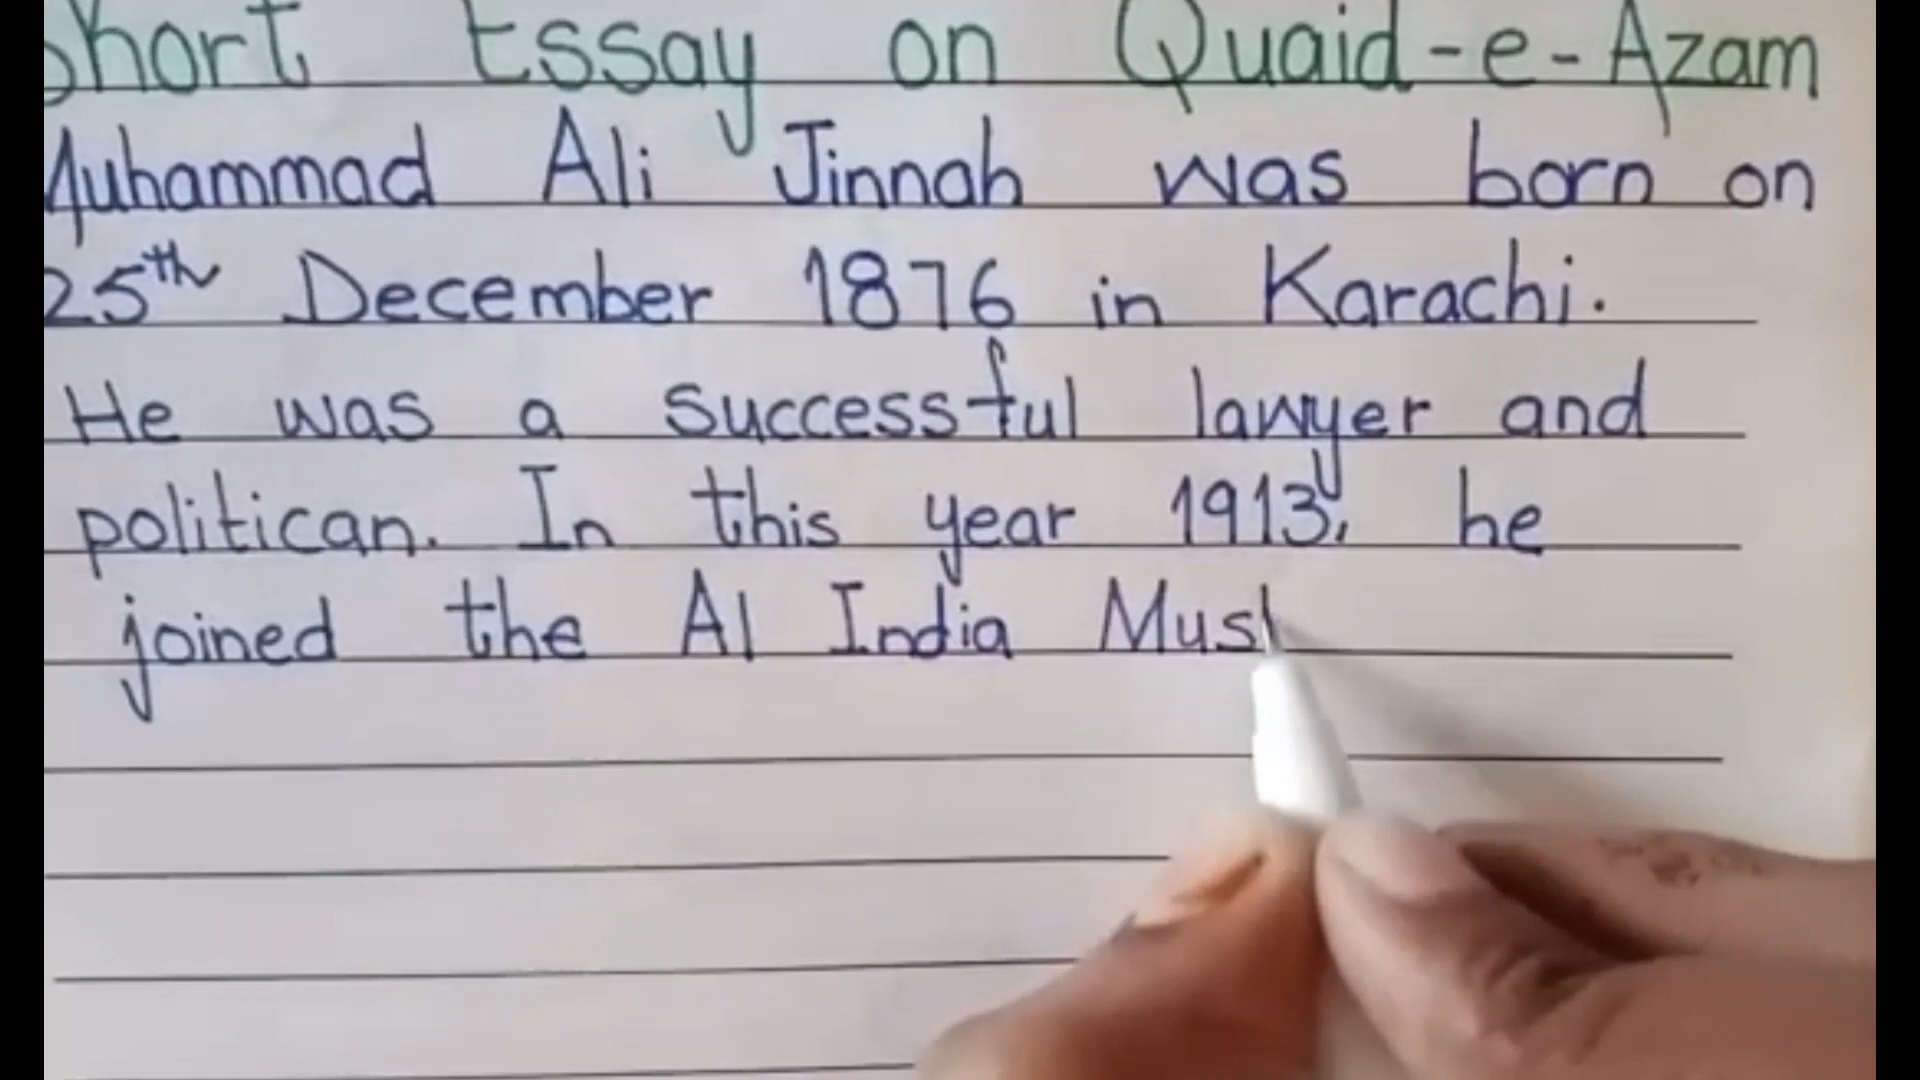 Short Essay on Quaid-e-Azam
Muhammad Ali Jinnah was born on
25th December 1876 in Karachi.
He was a successful lawyer and
politican. In this year 1913, he
joined the Al India Musl